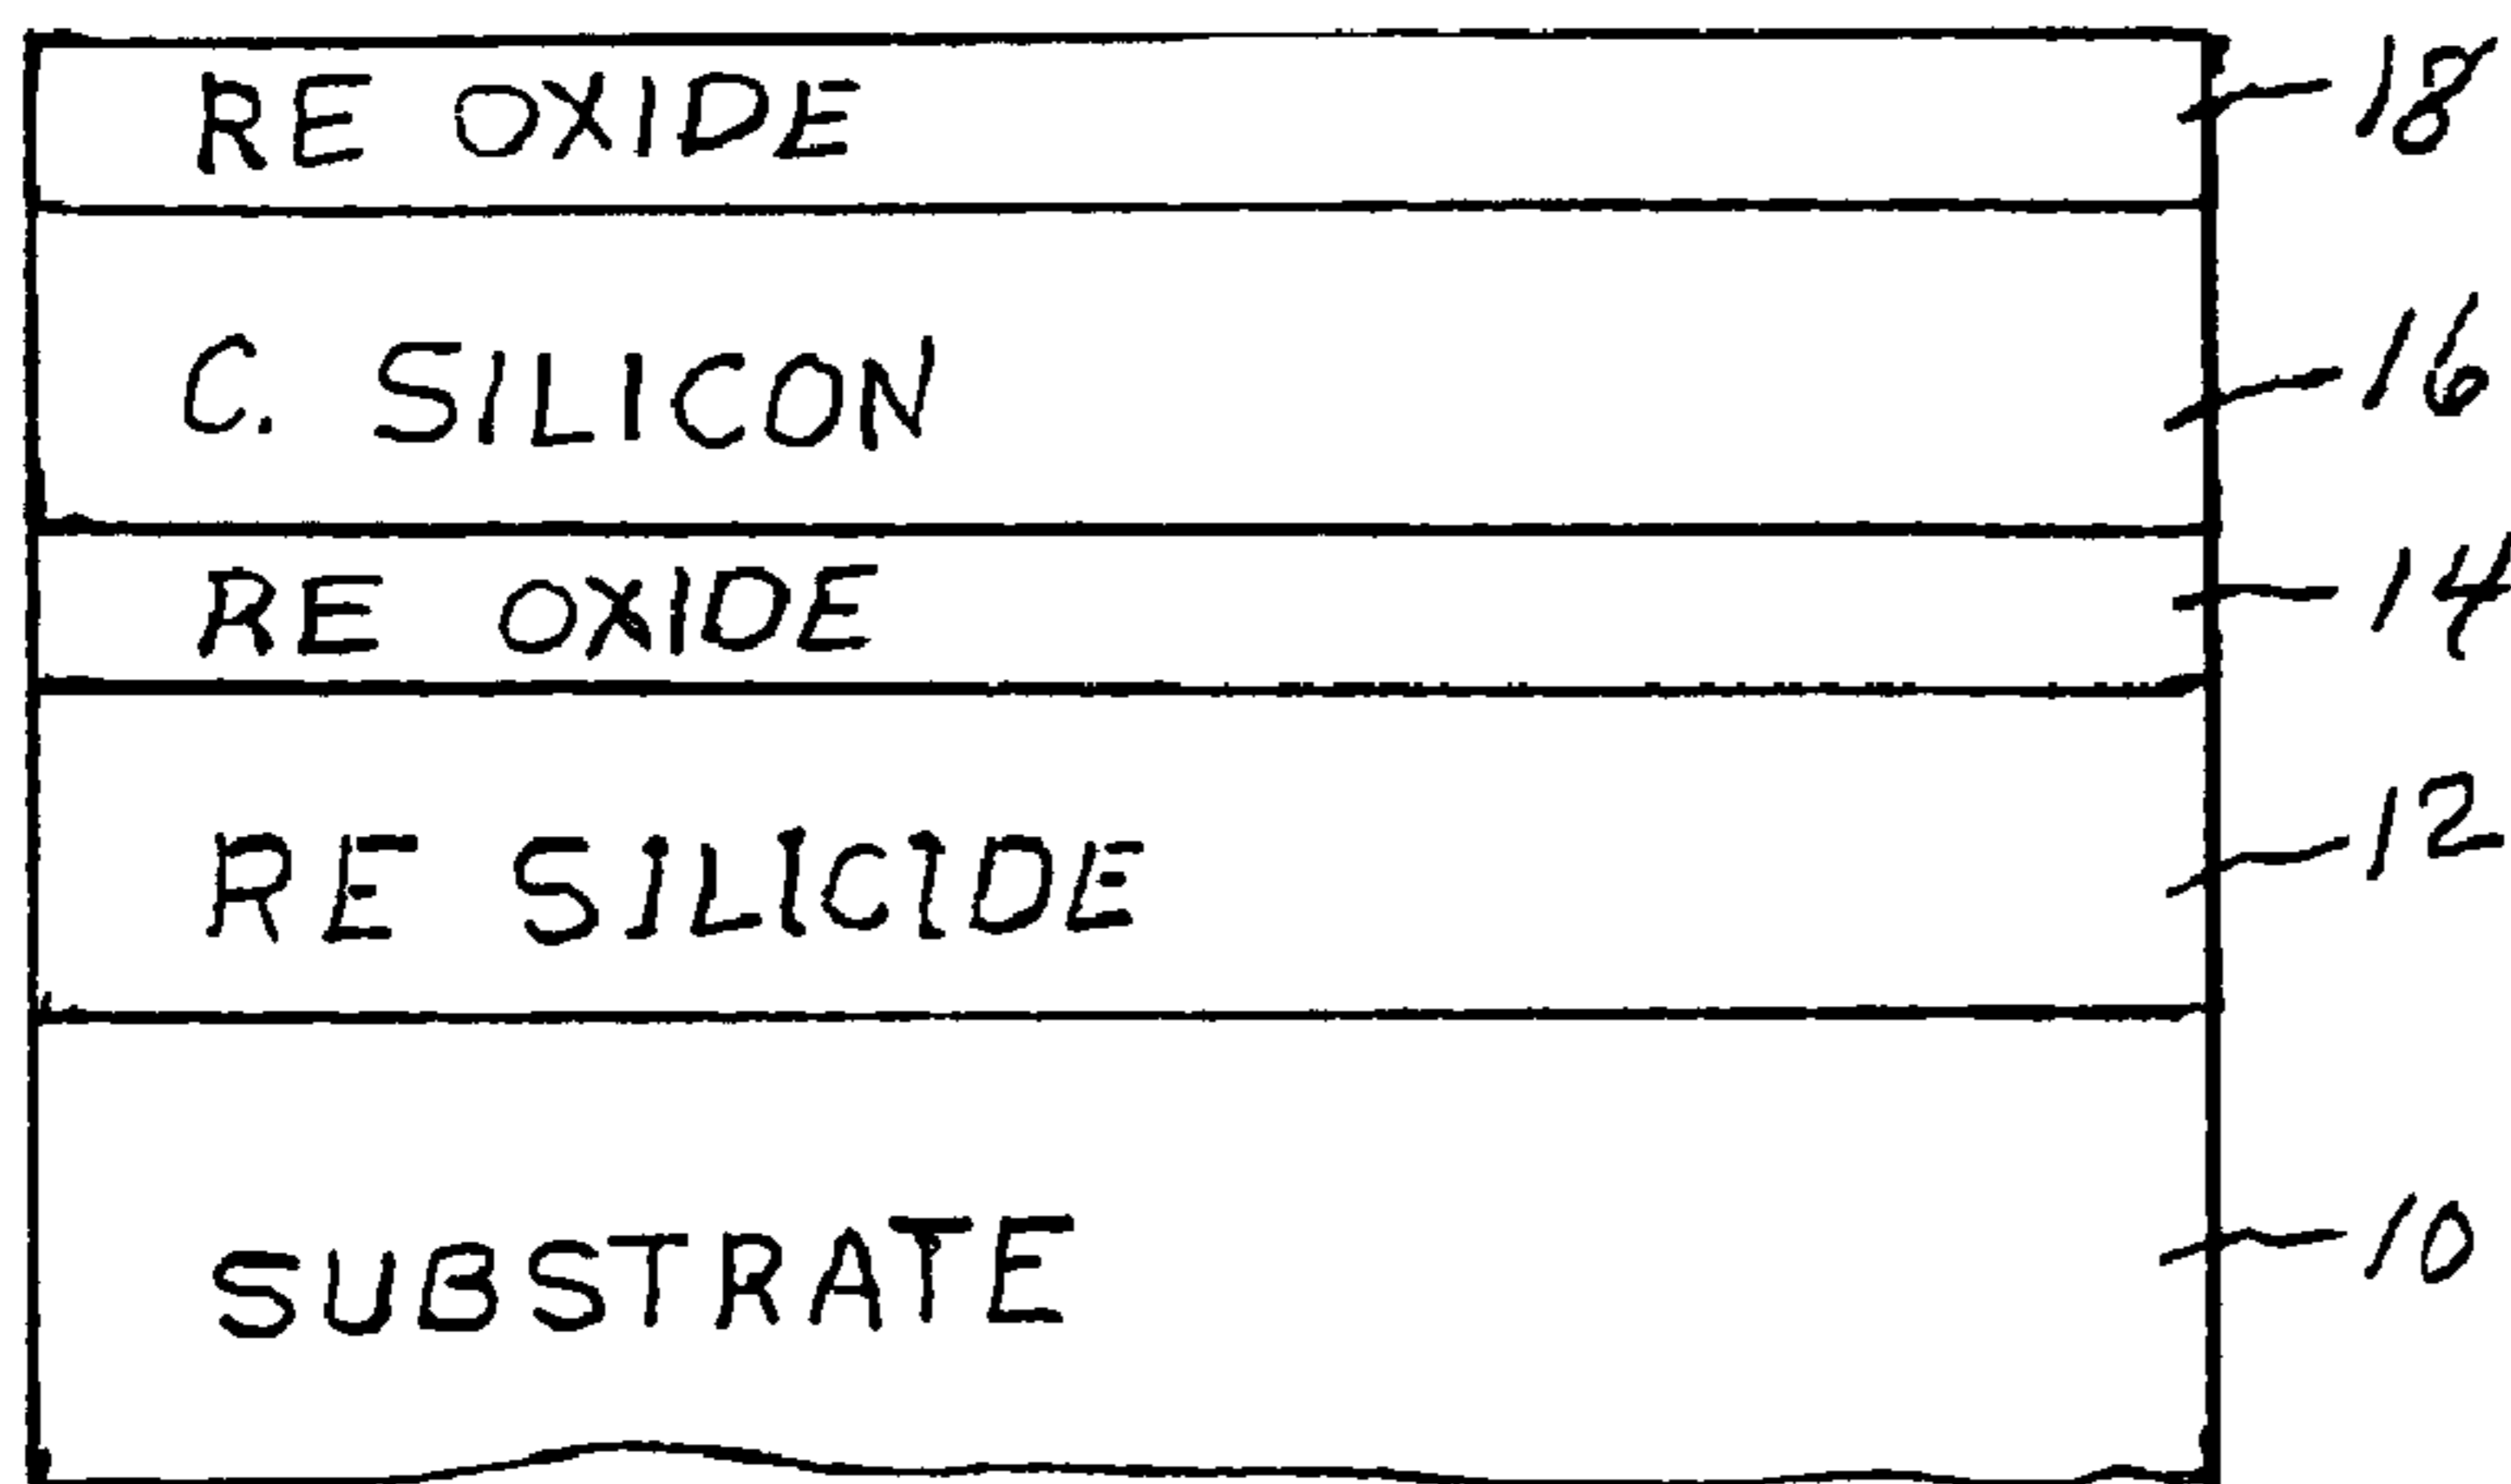 RE OXIDE 18
C. SILICON 16
RE OXIDE 14
RE SILICIDE 12
SUBSTRATE 10